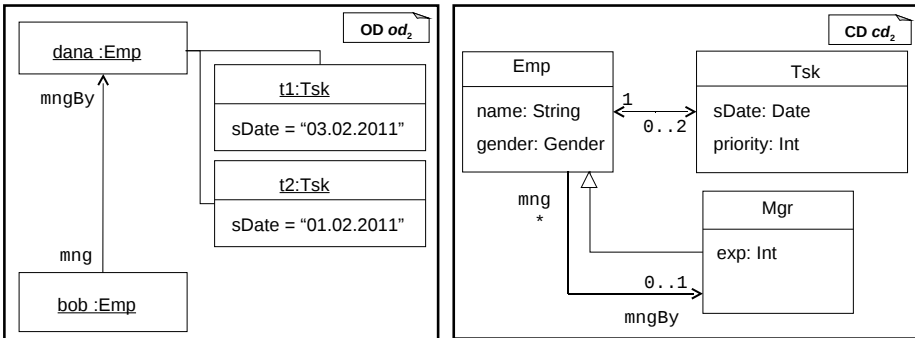 OD od2
dana :Emp
mngBy
t1:Tsk
sDate = “03.02.2011”
t2:Tsk
sDate = “01.02.2011”
mng
bob :Emp
CD cd2
Emp
name: String
gender: Gender
1
0..2
Tsk
sDate: Date
priority: Int
mng
*
Mgr
exp: Int
0..1
mngBy